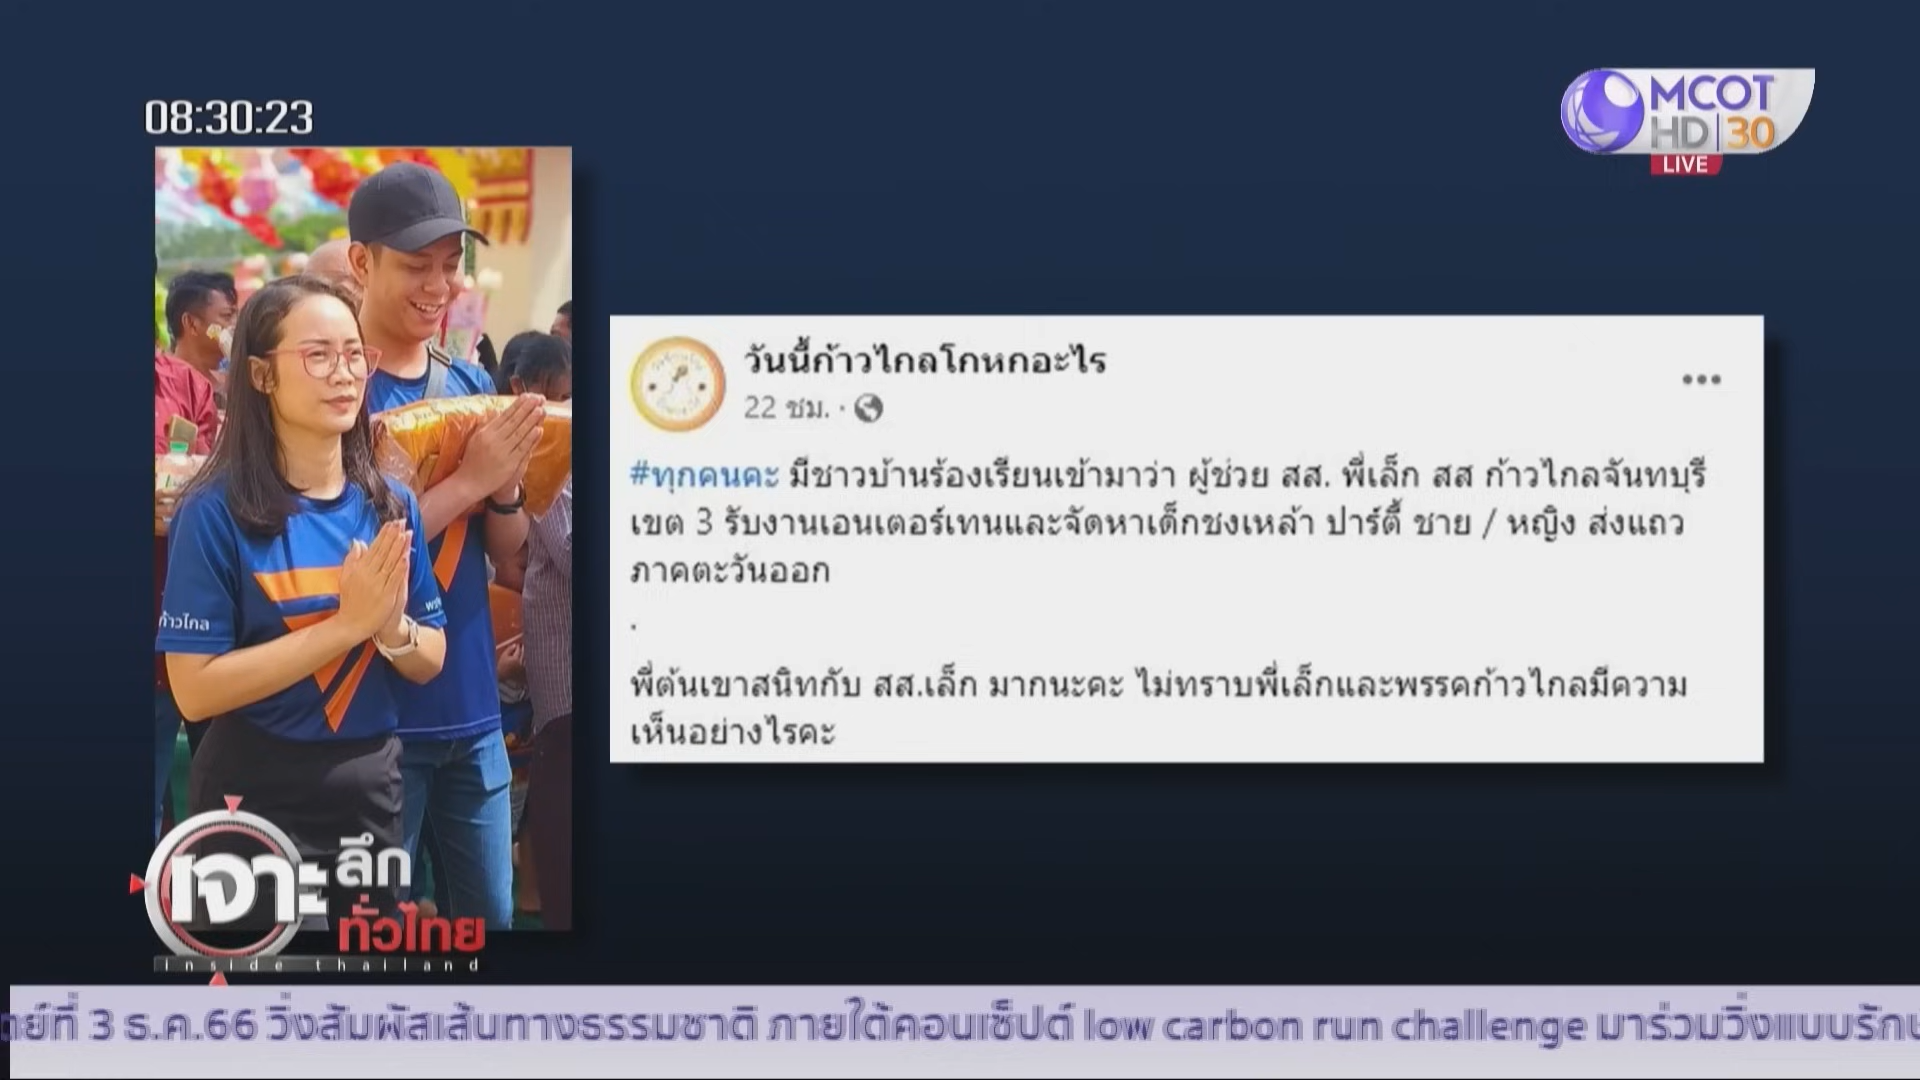 08:30:23
MCOT
HD 30
LIVE
วันนี้ก้าวไกลโกหกอะไร
22 ชม. ·
#ทุกคนคะ มีชาวบ้านร้องเรียนเข้ามาว่า ผู้ช่วย สส. พี่เล็ก สส ก้าวไกลจันทบุรี
เขต 3 รับงานเอนเตอร์เทนและจัดหาเด็กชงเหล้า ปาร์ตี้ ชาย / หญิง ส่งแถว
ภาคตะวันออก
.
พี่ต้นเขาสนิทกับ สส.เล็ก มากนะคะ ไม่ทราบพี่เล็กและพรรคก้าวไกลมีความ
เห็นอย่างไรคะ
ก้าวไกล
เจาะ ลึก
ทั่วไทย
inside thailand
ตย์ที่ 3 ธ.ค.66 วิ่งสัมผัสเส้นทางธรรมชาติ ภายใต้คอนเซ็ปต์ low carbon run challenge มาร่วมวิ่งแบบรัก